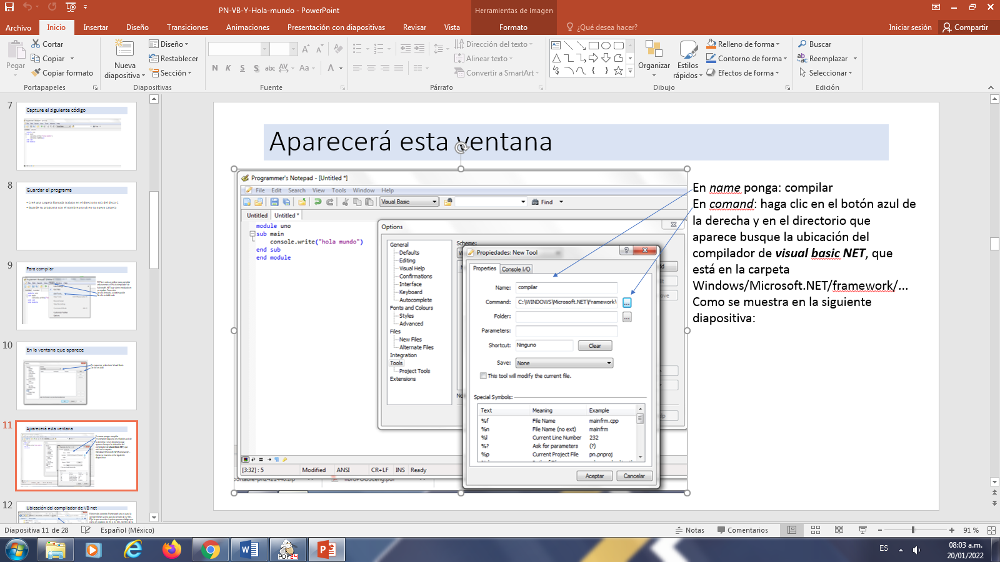 PN-VB-Y-Hola-mundo - PowerPoint
Herramientas de imagen
Archivo Inicio Insertar Diseño Transiciones Animaciones Presentación con diapositivas Revisar Vista Formato ¿Qué desea hacer? Iniciar sesión Compartir
Pegar
Cortar
Copiar
Copiar formato
Portapapeles
Nueva
diapositiva
Diseño
Restablecer
Sección
Diapositivas
N K S S abc AV Aa A
Fuente
Dirección del texto
Alinear texto
Convertir a SmartArt
Párrafo
Organizar
Estilos
rápidos
Relleno de forma
Contorno de forma
Efectos de forma
Dibujo
Buscar
Reemplazar
Seleccionar
Edición
7
Capture el siguiente código
8
Guardar el programa
9
Para compilar
10
En la ventana que aparece
11
Aparecerá esta ventana
12
Ubicación del compilador de VB net
Aparecerá esta ventana
Programmer's Notepad - [Untitled *]
File Edit Search View Tools Window Help
Visual Basic
Find
Untitled Untitled *
module uno
sub main
console.write("hola mundo")
end sub
end module
Options
General
Defaults
Editing
Visual Help
Confirmations
Interface
Keyboard
Autocomplete
Fonts and Colours
Styles
Advanced
Files
New Files
Alternate Files
Integration
Tools
Project Tools
Extensions
Scheme:
Propiedades: New Tool
Properties Console I/O
Name: compilar
Command: C:\WINDOWS\Microsoft.NET\Framework\
Folder:
Parameters:
Shortcut: Ninguno Clear
Save: None
This tool will modify the current file.
Special Symbols:
Text Meaning Example
%f File Name mainfrm.cpp
%n File Name (no ext) mainfrm
%l Current Line Number 232
%? Ask for parameters (?)
%p Current Project File pn.pnproj
Aceptar Cancelar
[3:32] : 5 Modified ANSI CR+LF INS Ready
En name ponga: compilar
En comand: haga clic en el botón azul de
la derecha y en el directorio que
aparece busque la ubicación del
compilador de visual basic NET, que
está en la carpeta
Windows/Microsoft.NET/framework/...
Como se muestra en la siguiente
diapositiva:
Diapositiva 11 de 28 Español (México) Notas Comentarios 91 %
PDF24
ES
08:03 a.m.
20/01/2022